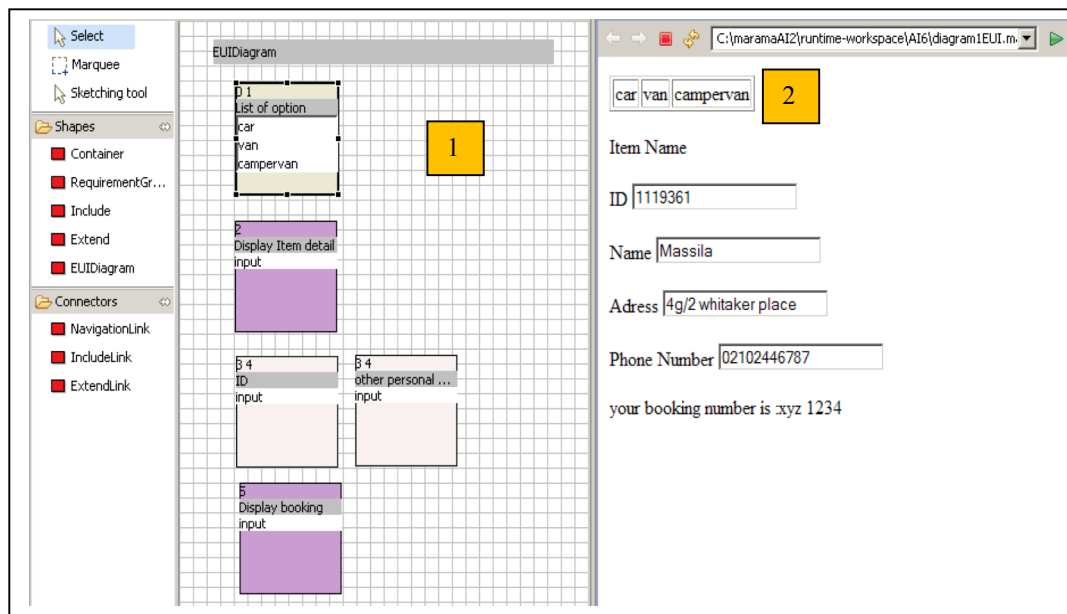 Select
Marquee
Sketching tool
Shapes
Container
RequirementGr...
Include
Extend
EUIDiagram
Connectors
NavigationLink
IncludeLink
ExtendLink
EUIDiagram
0 1
List of option
car
van
campervan
1
2
Display Item detail
input
3 4
ID
input
3 4
other personal ...
input
5
Display booking
input
C:\maramaAI2\runtime-workspace\AI6\diagram1EUI.m
car van campervan
2
Item Name
ID 1119361
Name Massila
Adress 4g/2 whitaker place
Phone Number 02102446787
your booking number is :xyz 1234